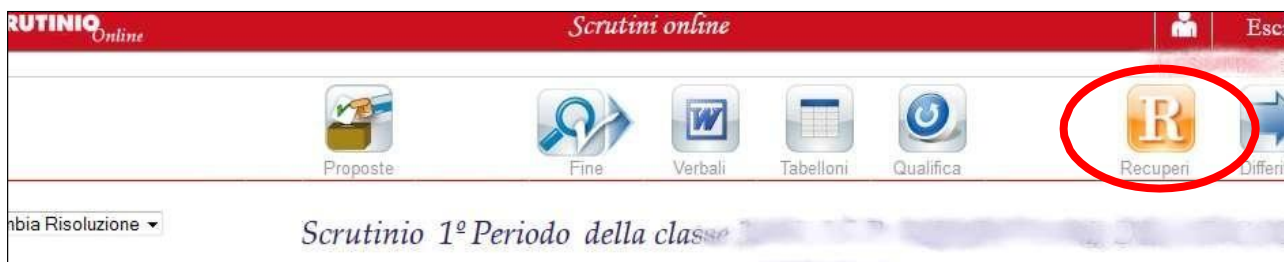 RUTINIO Online Scrutini online Esc
R
Proposte Fine Verbali Tabelloni Qualifica Recuperi Differi
nbia Risoluzione
Scrutinio 1º Periodo della classe